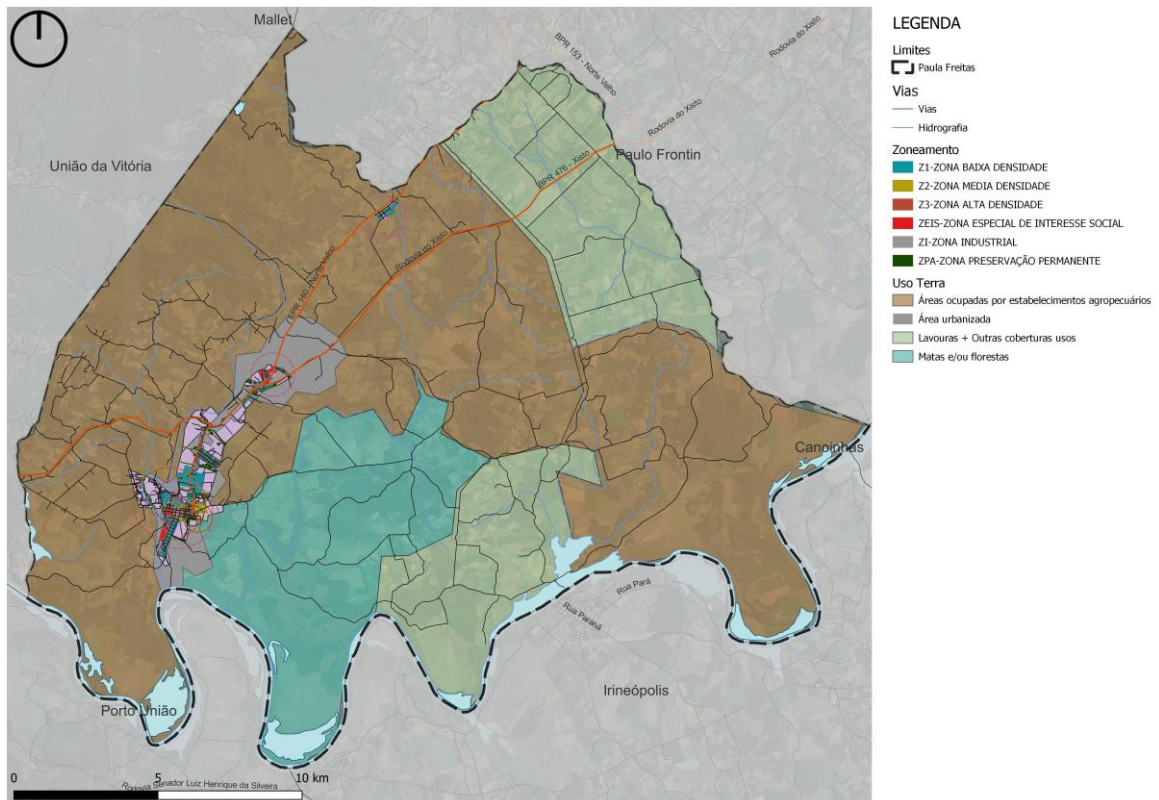 Mallet
BPR 153 - Norte Velho
Rodovia do Xisto
Rodovia do Xisto
União da Vitória
Paulo Frontin
BPR 476 - Xisto
BPR 160 - Norte Velho
Rodovia do Xisto
Canoinhas
Rua Pará
Rua Paraná
Irineópolis
Porto União
0 5 10 km
Rodovia Senador Luiz Henrique da Silveira
LEGENDA
Limites
Paula Freitas
Vias
Vias
Hidrografia
Zoneamento
Z1-ZONA BAIXA DENSIDADE
Z2-ZONA MEDIA DENSIDADE
Z3-ZONA ALTA DENSIDADE
ZEIS-ZONA ESPECIAL DE INTERESSE SOCIAL
ZI-ZONA INDUSTRIAL
ZPA-ZONA PRESERVAÇÃO PERMANENTE
Uso Terra
Áreas ocupadas por estabelecimentos agropecuários
Área urbanizada
Lavouras + Outras coberturas usos
Matas e/ou florestas